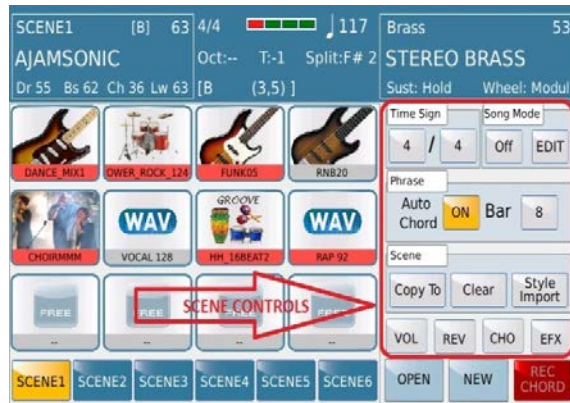 SCENE1 [B] 63
AJAMSONIC
Dr 55 Bs 62 Ch 36 Lw 63
4/4 117
Oct:-- T:-1 Split:F# 2
[B (3,5) ]
Brass 53
STEREO BRASS
Sust: Hold Wheel: Modul
DANCE_MIX1
OWER_ROCK_124
FUNK05
RNB20
WAV
GROOVE
WAV
CHOIRMMM
VOCAL 128
HH_16BEAT2
RAP 92
FREE
FREE
FREE
FREE
--
--
--
--
SCENE CONTROLS
Time Sign
Song Mode
4 / 4
Off
EDIT
Phrase
Auto Chord
ON
Bar
8
Scene
Copy To
Clear
Style Import
VOL
REV
CHO
EFX
SCENE1
SCENE2
SCENE3
SCENE4
SCENE5
SCENE6
OPEN
NEW
REC CHORD